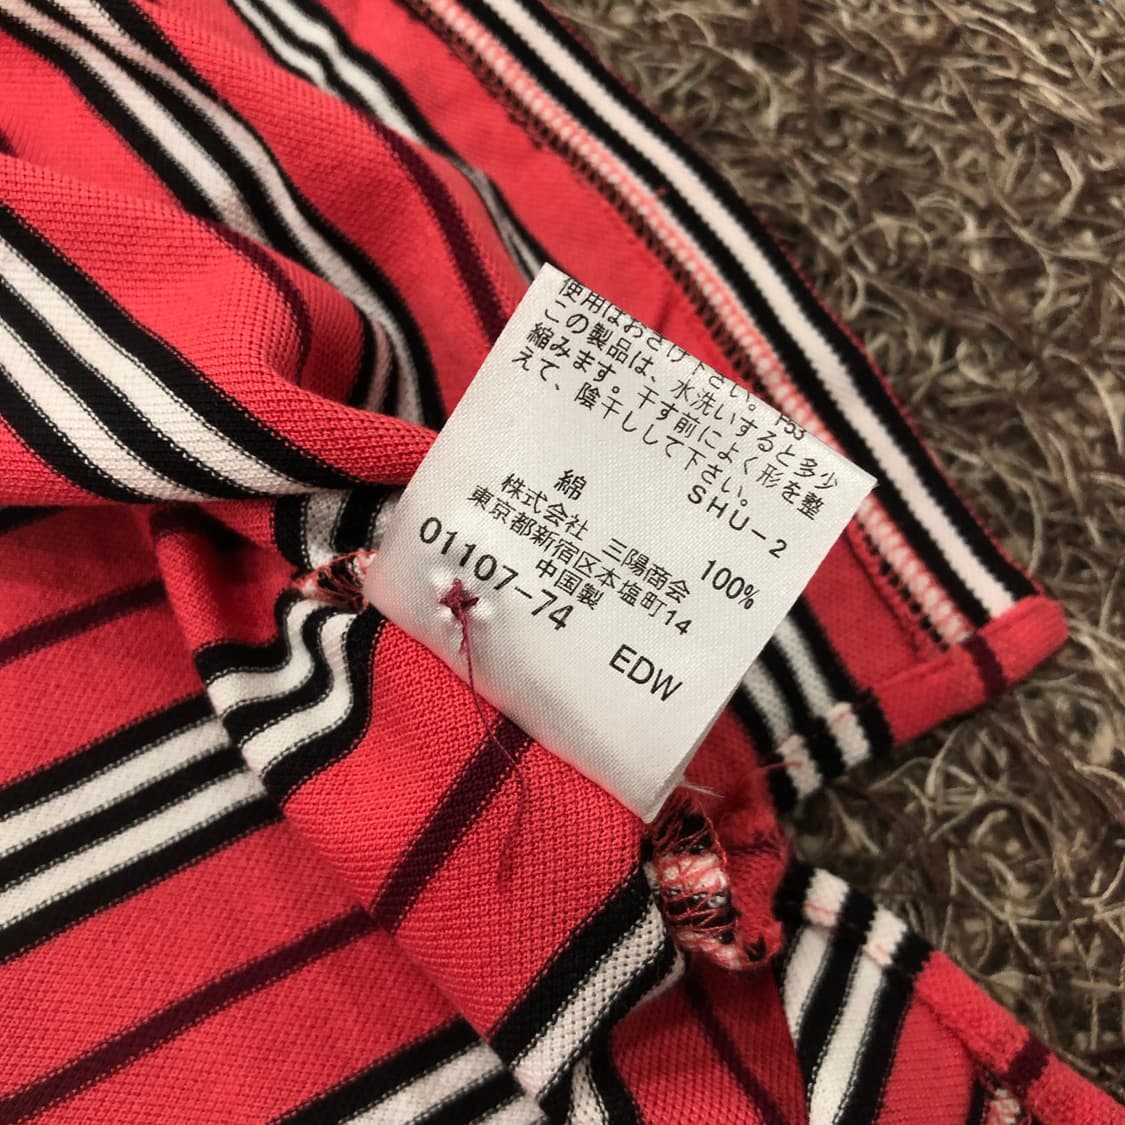 使用はおさけ下さい。 F53
この製品は、水洗いすると多少
縮みます。干す前によく形を整
えて、陰干しして下さい。
SHU-2
綿 100%
株式会社 三陽商会
東京都新宿区本塩町14
中国製
01107-74 EDW